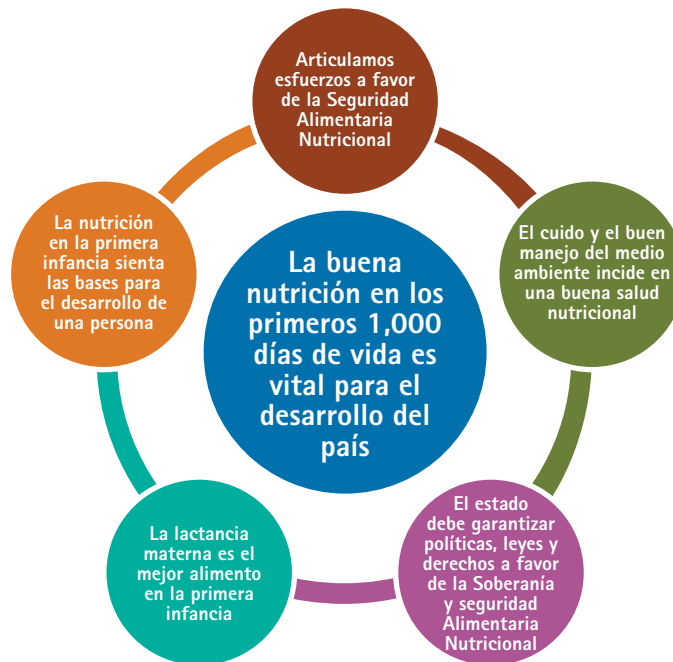 Articulamos
esfuerzos a favor
de la Seguridad
Alimentaria
Nutricional
La nutrición
en la primera
infancia sienta
las bases para
el desarrollo de
una persona
El cuido y el buen
manejo del medio
ambiente incide en
una buena salud
nutricional
La buena
nutrición en los
primeros 1,000
días de vida es
vital para el
desarrollo del
país
La lactancia
materna es el
mejor alimento
en la primera
infancia
El estado
debe garantizar
políticas, leyes y
derechos a favor
de la Soberanía
y seguridad
Alimentaria
Nutricional